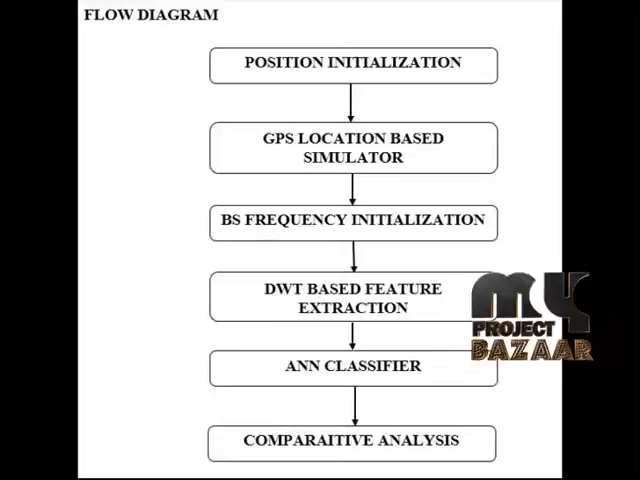 FLOW DIAGRAM
POSITION INITIALIZATION
GPS LOCATION BASED
SIMULATOR
BS FREQUENCY INITIALIZATION
DWT BASED FEATURE
EXTRACTION
MY
PROJECT
BAZAAR
ANN CLASSIFIER
COMPARAITIVE ANALYSIS